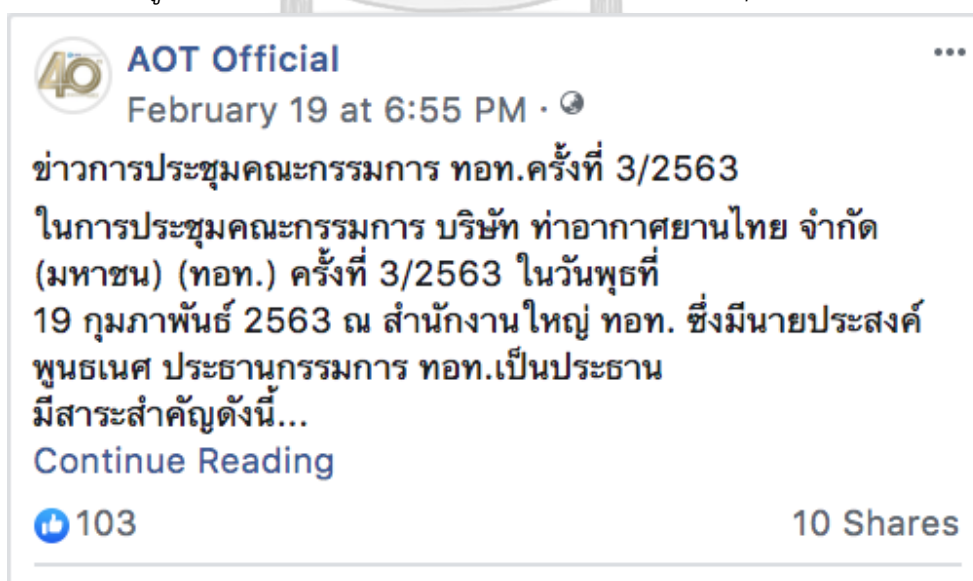 AOT Official
February 19 at 6:55 PM ·
ข่าวการประชุมคณะกรรมการ ทอท.ครั้งที่ 3/2563
ในการประชุมคณะกรรมการ บริษัท ท่าอากาศยานไทย จำกัด
(มหาชน) (ทอท.) ครั้งที่ 3/2563 ในวันพุธที่
19 กุมภาพันธ์ 2563 ณ สำนักงานใหญ่ ทอท. ซึ่งมีนายประสงค์
พูนธเนศ ประธานกรรมการ ทอท.เป็นประธาน
มีสาระสำคัญดังนี้...
Continue Reading
103 10 Shares